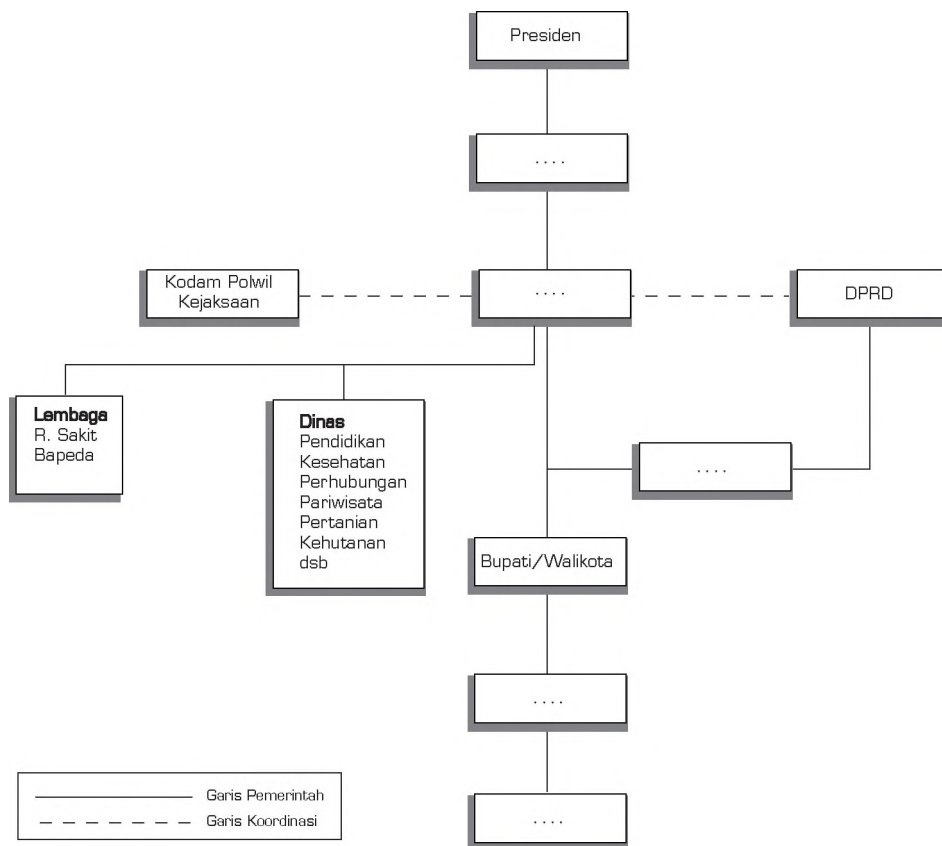 Presiden
. . . .
Kodam Polwil
Kejaksaan
. . . .
DPRD
Lembaga
R. Sakit
Bapeda
Dinas
Pendidikan
Kesehatan
Perhubungan
Pariwisata
Pertanian
Kehutanan
dsb
. . . .
Bupati/Walikota
. . . .
. . . .
Garis Pemerintah
Garis Koordinasi